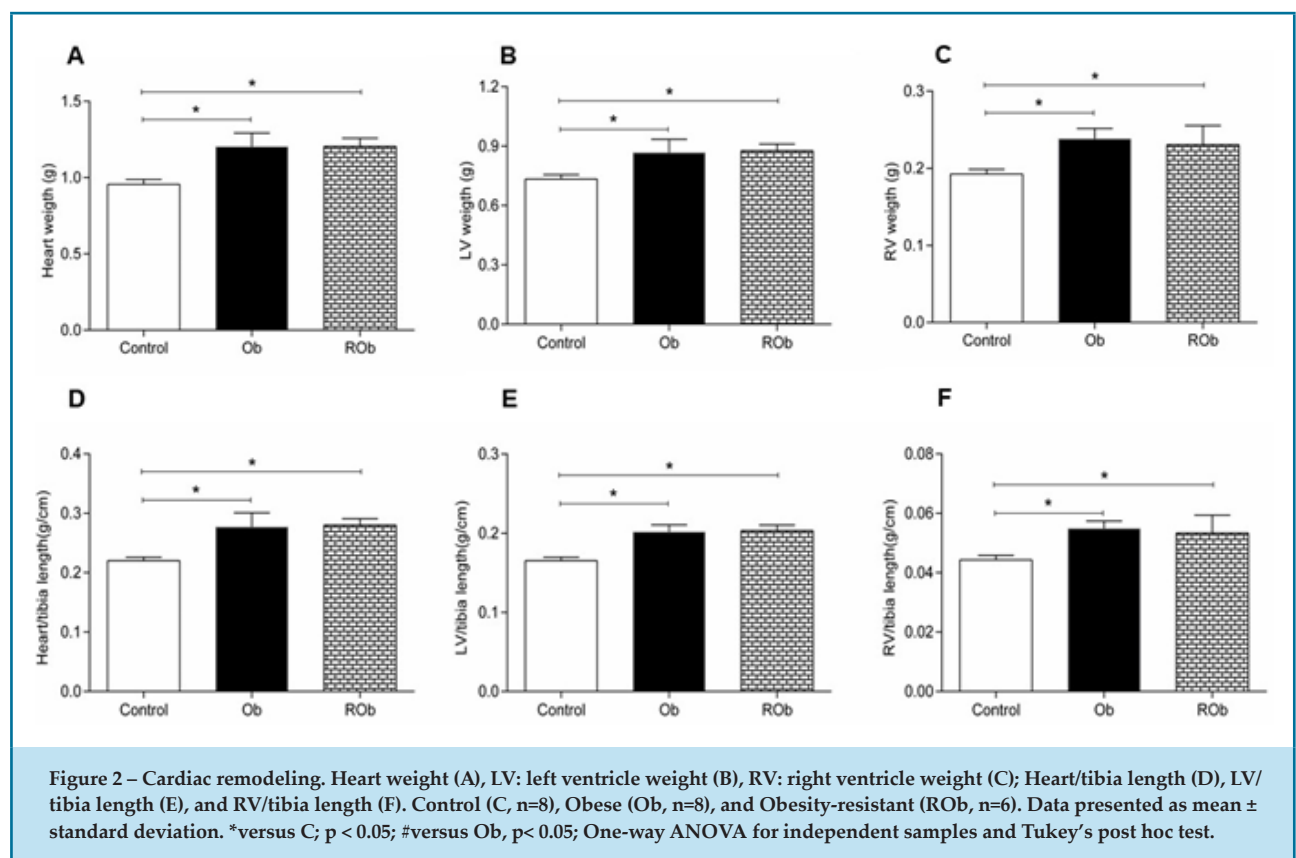 A
B
C
*
*
*
*
*
*
Heart weigth (g)
1.5
1.0
0.5
0.0
Control Ob ROb
LV weigth (g)
1.2
0.9
0.6
0.3
0.0
Control Ob ROb
RV weigth (g)
0.3
0.2
0.1
0.0
Control Ob ROb
D
E
F
*
*
*
*
*
*
Heart/tibia length(g/cm)
0.4
0.3
0.2
0.1
0.0
Control Ob ROb
LV/tibia length(g/cm)
0.3
0.2
0.1
0.0
Control Ob ROb
RV/tibia length(g/cm)
0.08
0.06
0.04
0.02
0.00
Control Ob ROb
Figure 2 – Cardiac remodeling. Heart weight (A), LV: left ventricle weight (B), RV: right ventricle weight (C); Heart/tibia length (D), LV/
tibia length (E), and RV/tibia length (F). Control (C, n=8), Obese (Ob, n=8), and Obesity-resistant (ROb, n=6). Data presented as mean ±
standard deviation. *versus C; p < 0.05; #versus Ob, p< 0.05; One-way ANOVA for independent samples and Tukey's post hoc test.